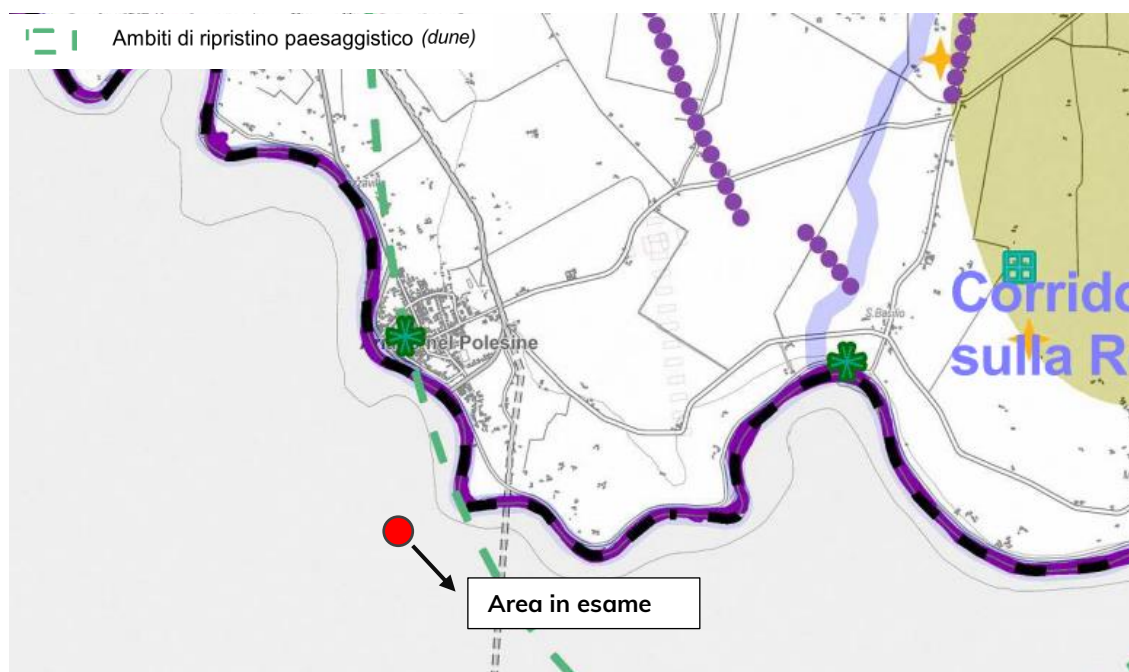 Ambiti di ripristino paesaggistico (dune)
nel Polesine
S.Basilio
Corrido
sulla R
Area in esame